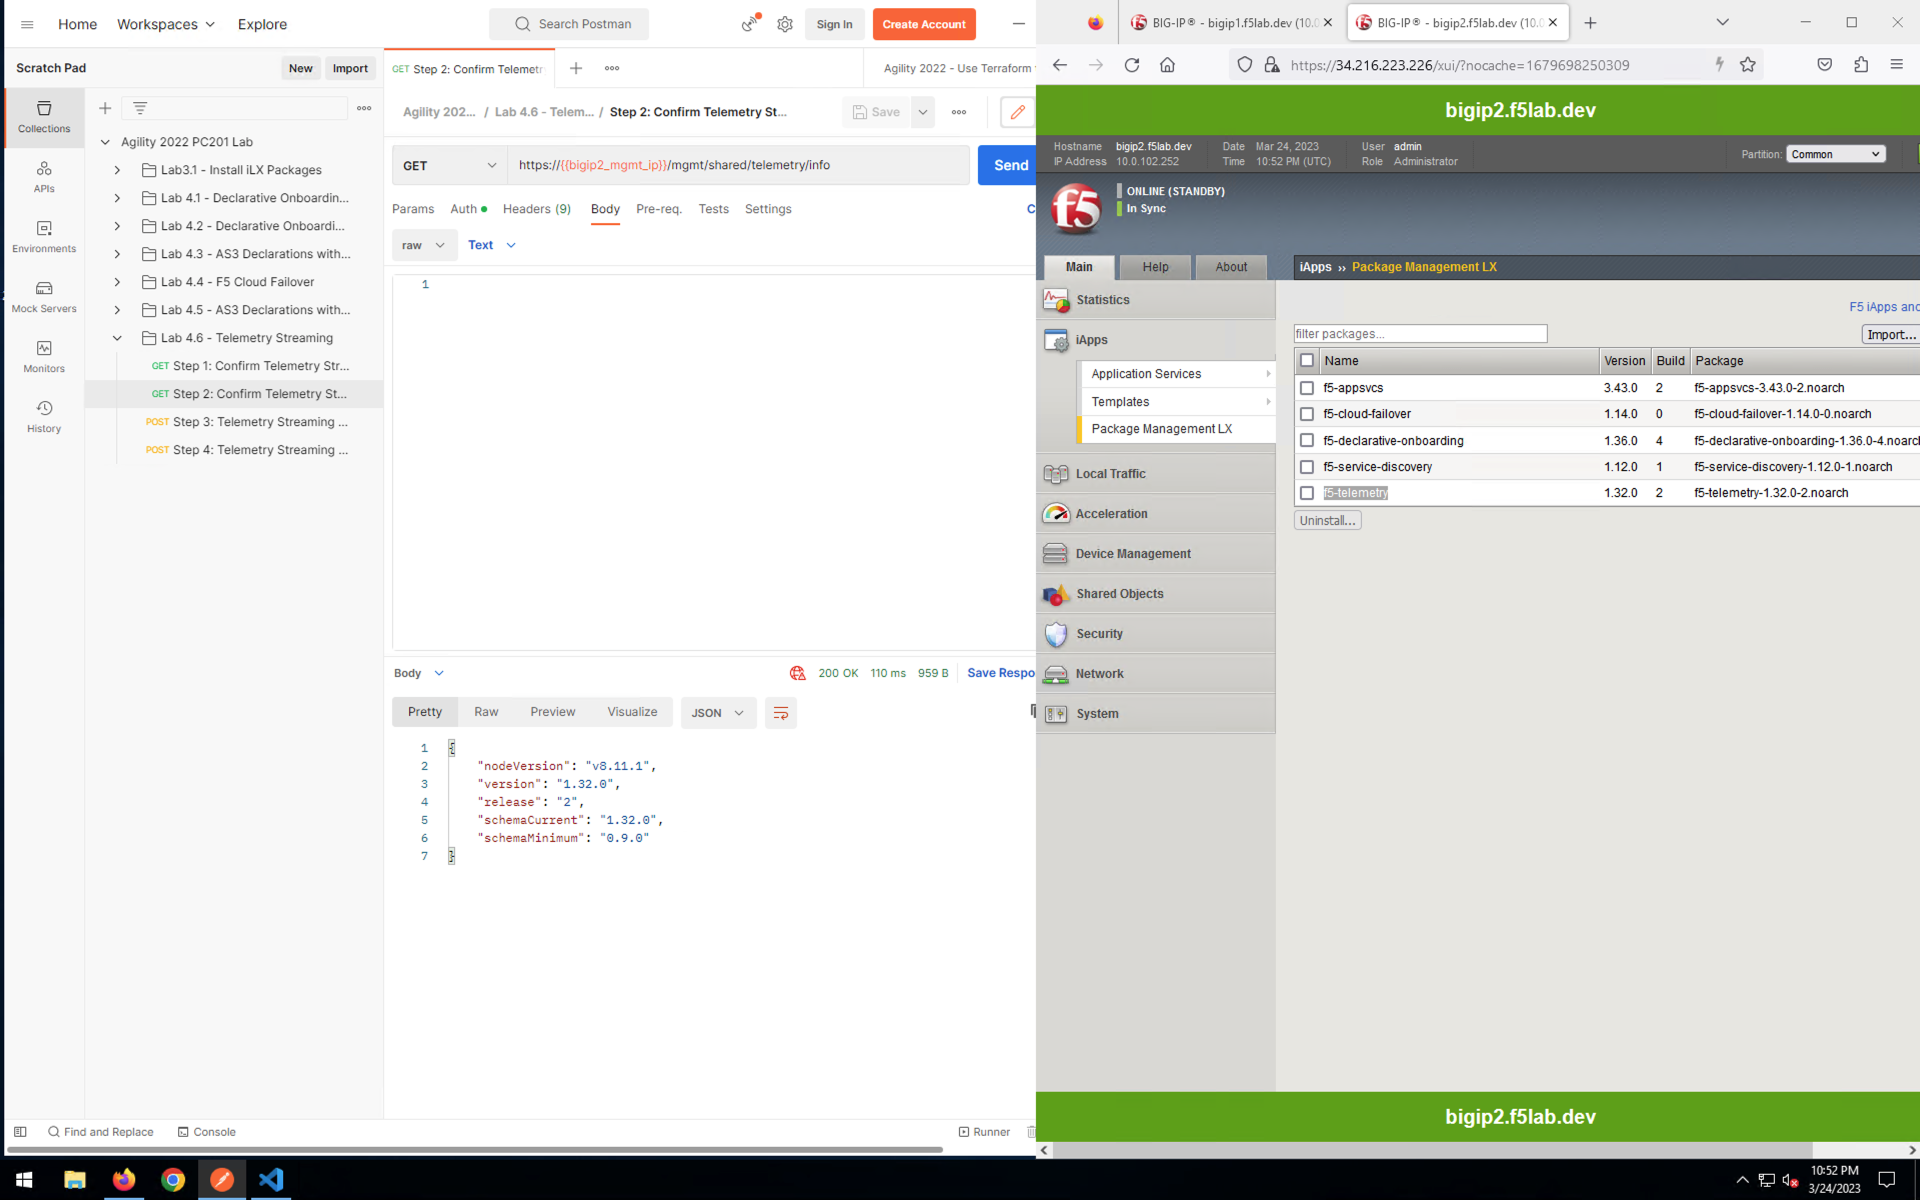 Home
Workspaces
Explore
Search Postman
Sign In
Create Account
Scratch Pad
New
Import
GET Step 2: Confirm Telemetr
Agility 2022 - Use Terraform
Collections
APIs
Environments
Mock Servers
Monitors
History
Agility 2022 PC201 Lab
Lab3.1 - Install iLX Packages
Lab 4.1 - Declarative Onboardin...
Lab 4.2 - Declarative Onboardi...
Lab 4.3 - AS3 Declarations with...
Lab 4.4 - F5 Cloud Failover
Lab 4.5 - AS3 Declarations with...
Lab 4.6 - Telemetry Streaming
GET Step 1: Confirm Telemetry Str...
GET Step 2: Confirm Telemetry St...
POST Step 3: Telemetry Streaming ...
POST Step 4: Telemetry Streaming ...
Agility 202... / Lab 4.6 - Telem... / Step 2: Confirm Telemetry St...
Save
GET
https://{{bigip2_mgmt_ip}}/mgmt/shared/telemetry/info
Send
Params
Auth
Headers (9)
Body
Pre-req.
Tests
Settings
C
raw
Text
1
Body
200 OK
110 ms
959 B
Save Respo
Pretty
Raw
Preview
Visualize
JSON
1 {
2 "nodeVersion": "v8.11.1",
3 "version": "1.32.0",
4 "release": "2",
5 "schemaCurrent": "1.32.0",
6 "schemaMinimum": "0.9.0"
7 }
Find and Replace
Console
Runner
BIG-IP® - bigip1.f5lab.dev (10.0
BIG-IP® - bigip2.f5lab.dev (10.0
https://34.216.223.226/xui/?nocache=1679698250309
bigip2.f5lab.dev
Hostname bigip2.f5lab.dev
IP Address 10.0.102.252
Date Mar 24, 2023
Time 10:52 PM (UTC)
User admin
Role Administrator
Partition: Common
f5
ONLINE (STANDBY)
In Sync
Main
Help
About
iApps ›› Package Management LX
Statistics
iApps
Application Services
Templates
Package Management LX
Local Traffic
Acceleration
Device Management
Shared Objects
Security
Network
System
F5 iApps and
filter packages...
Import...
Name Version Build Package
f5-appsvcs 3.43.0 2 f5-appsvcs-3.43.0-2.noarch
f5-cloud-failover 1.14.0 0 f5-cloud-failover-1.14.0-0.noarch
f5-declarative-onboarding 1.36.0 4 f5-declarative-onboarding-1.36.0-4.noarch
f5-service-discovery 1.12.0 1 f5-service-discovery-1.12.0-1.noarch
f5-telemetry 1.32.0 2 f5-telemetry-1.32.0-2.noarch
Uninstall...
bigip2.f5lab.dev
10:52 PM
3/24/2023